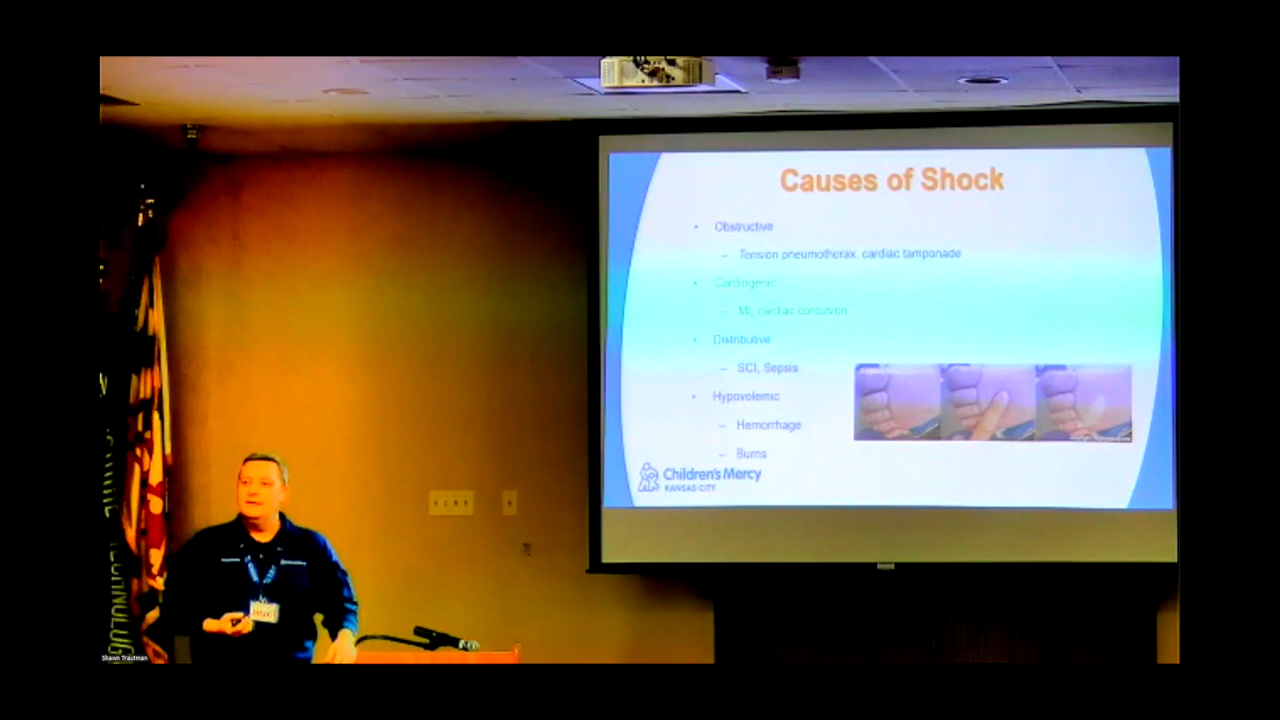 Causes of Shock
• Obstructive
– Tension pneumothorax, cardiac tamponade
• Cardiogenic
– MI, cardiac contusion
• Distributive
– SCI, Sepsis
• Hypovolemic
– Hemorrhage
– Burns
Children's Mercy
KANSAS CITY
Shawn Trautman